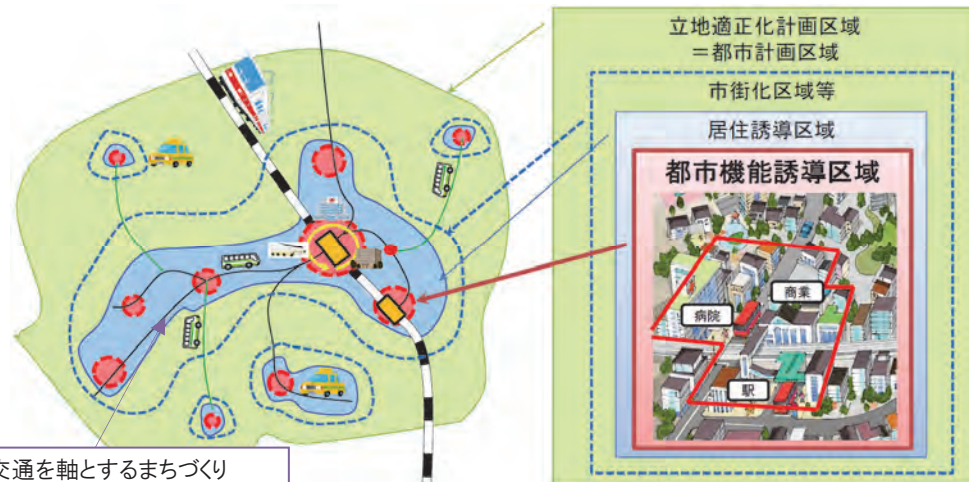 立地適正化計画区域
＝都市計画区域
市街化区域等
居住誘導区域
都市機能誘導区域
商業
病院
駅
交通を軸とするまちづくり